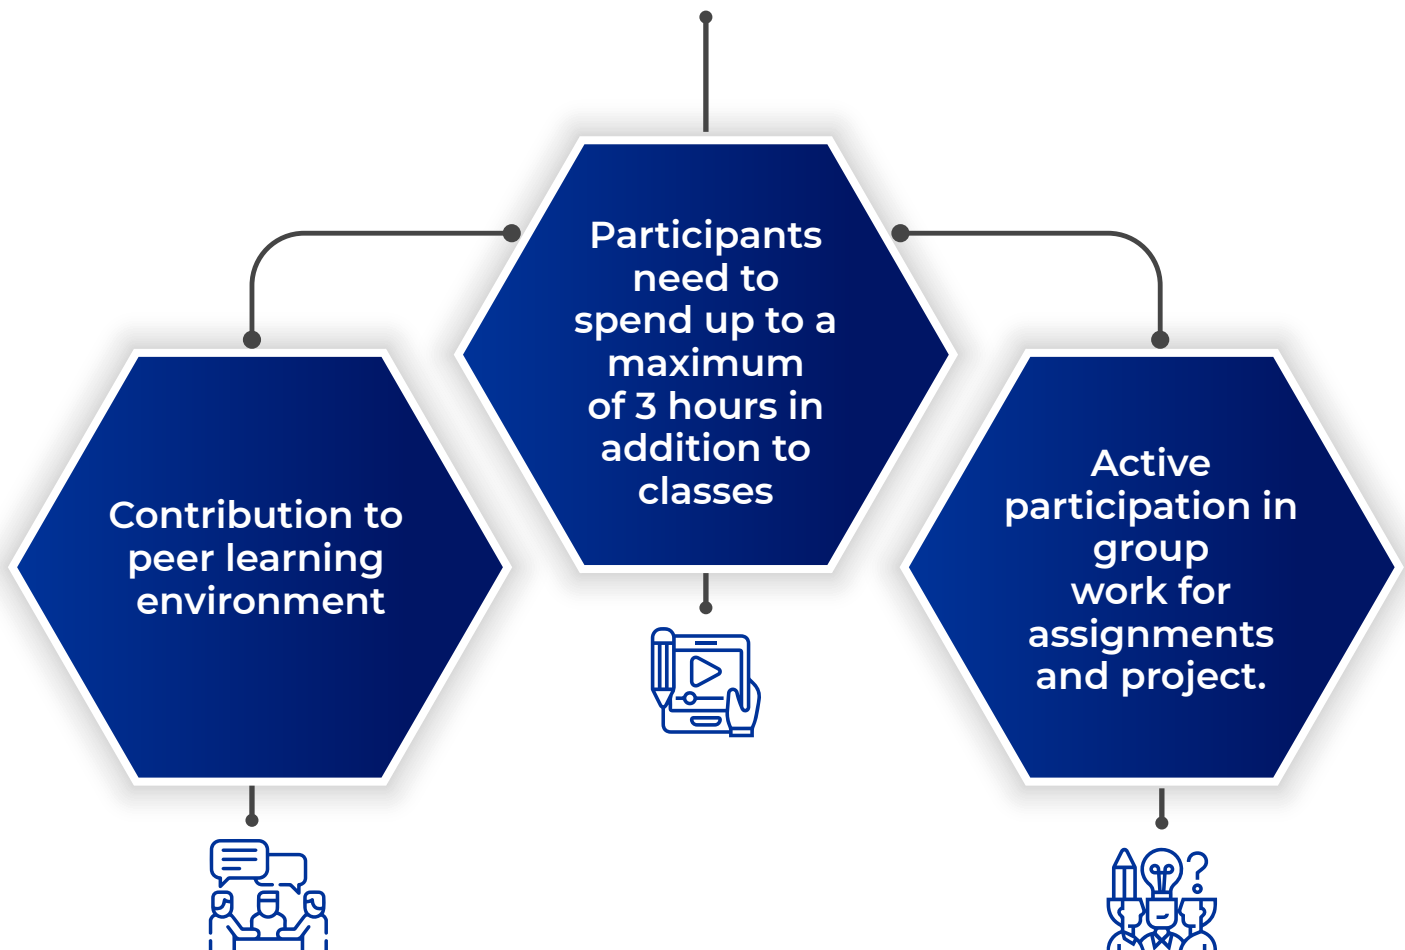 Participants
need to
spend up to a
maximum
of 3 hours in
addition to
classes
Contribution to
peer learning
environment
Active
participation in
group
work for
assignments
and project.
?